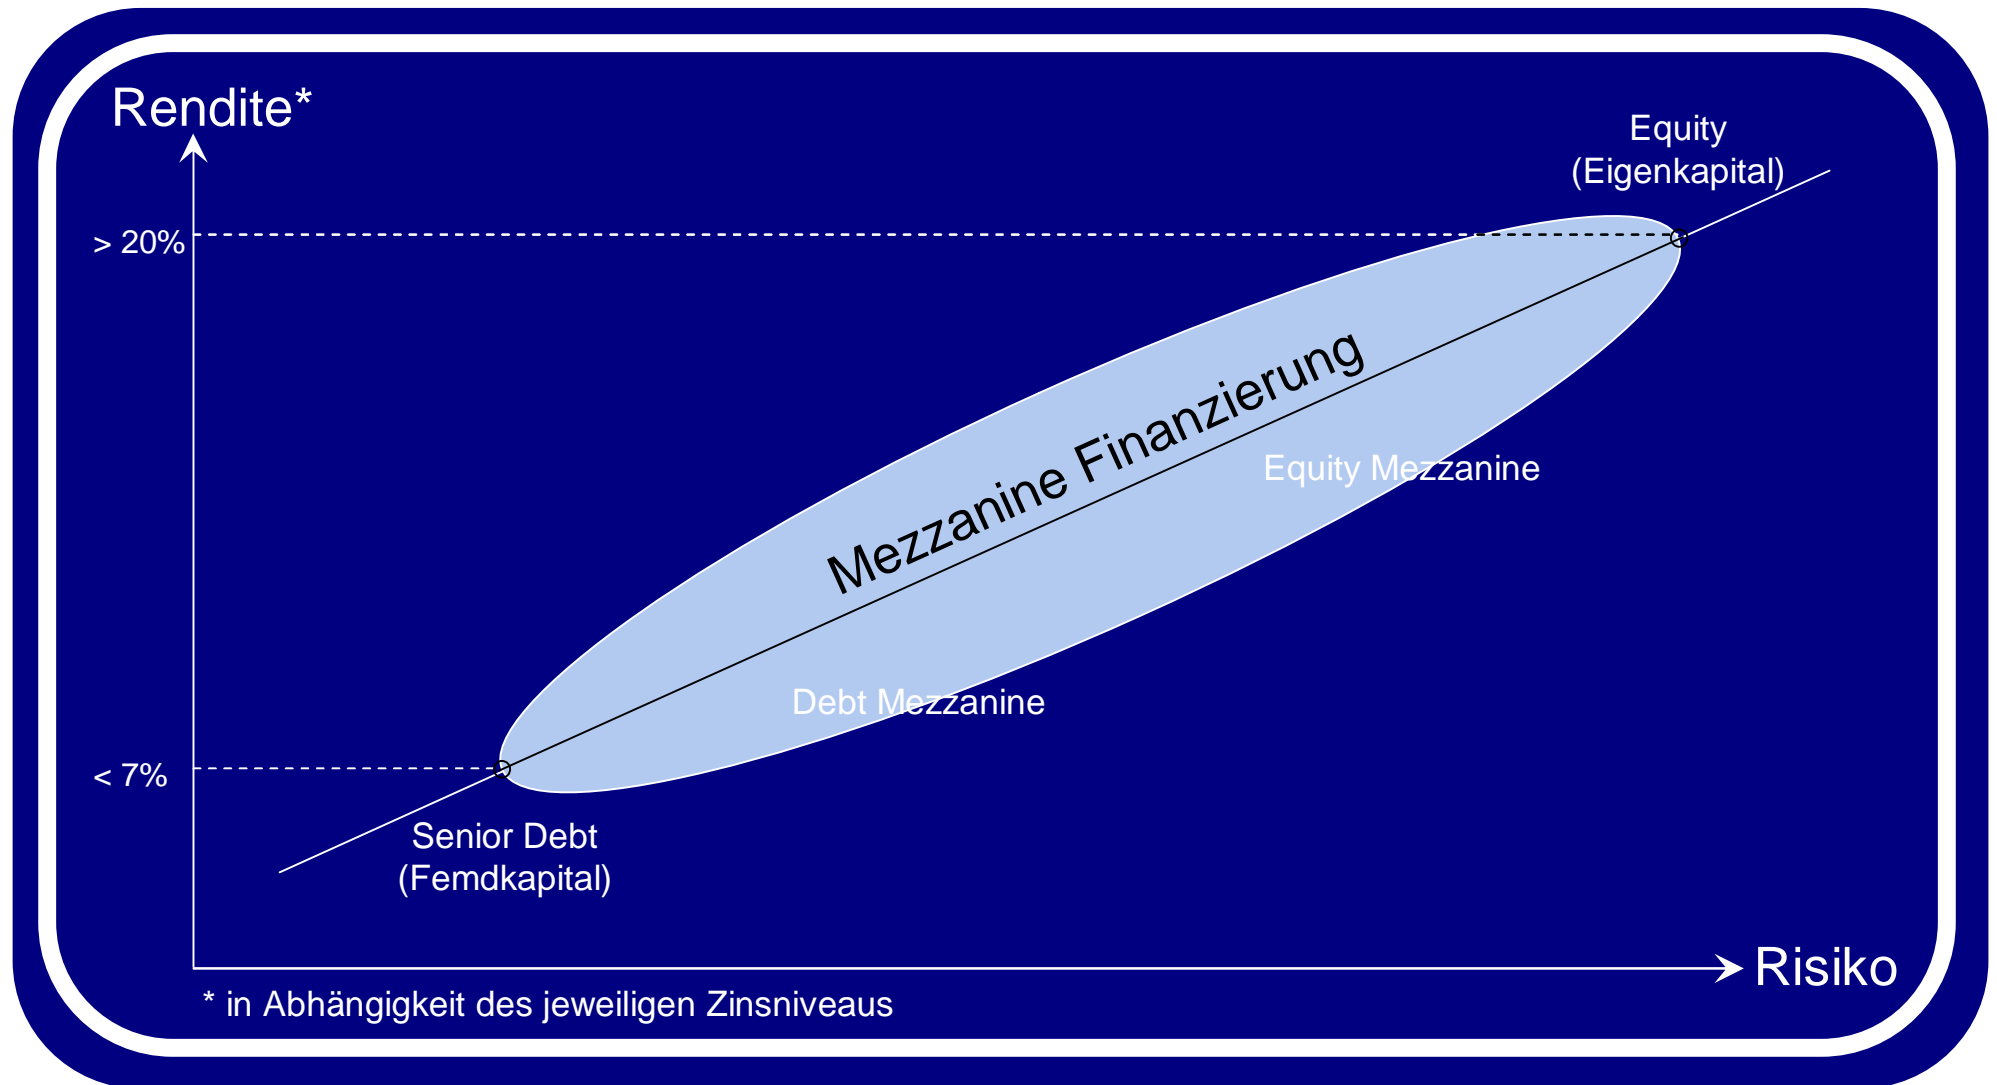 Rendite*
Equity
(Eigenkapital)
> 20%
Mezzanine Finanzierung
Equity Mezzanine
Debt Mezzanine
< 7%
Senior Debt
(Femdkapital)
Risiko
* in Abhängigkeit des jeweiligen Zinsniveaus